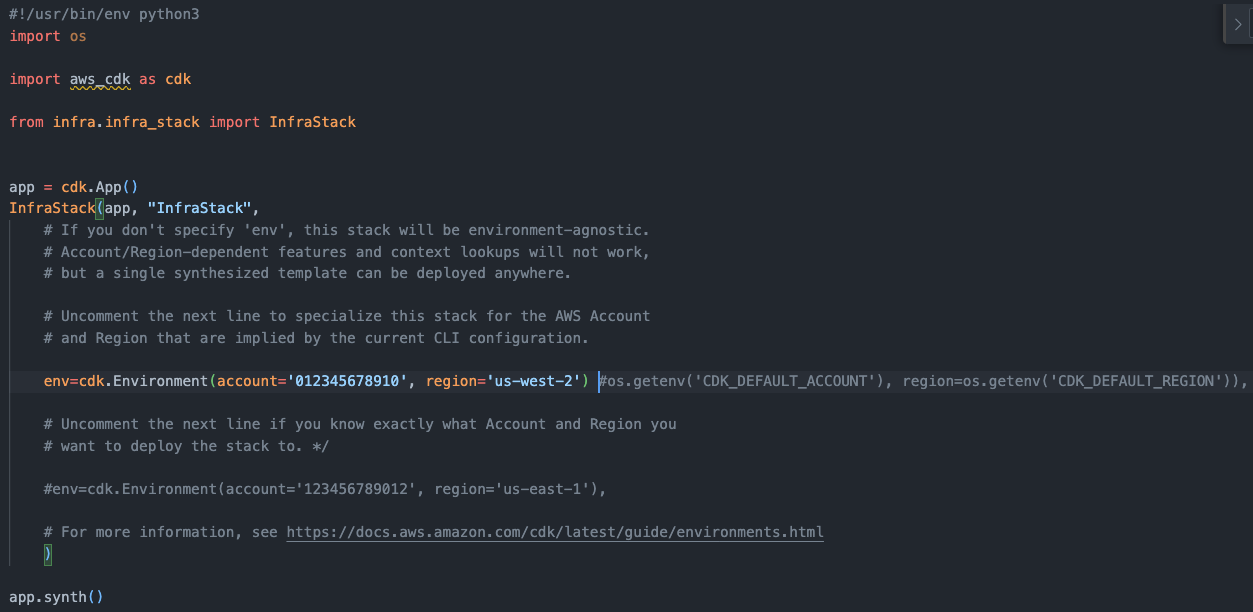 #!/usr/bin/env python3
import os
import aws_cdk as cdk
from infra.infra_stack import InfraStack
app = cdk.App()
InfraStack(app, "InfraStack",
# If you don't specify 'env', this stack will be environment-agnostic.
# Account/Region-dependent features and context lookups will not work,
# but a single synthesized template can be deployed anywhere.
# Uncomment the next line to specialize this stack for the AWS Account
# and Region that are implied by the current CLI configuration.
env=cdk.Environment(account='012345678910', region='us-west-2') #os.getenv('CDK_DEFAULT_ACCOUNT'), region=os.getenv('CDK_DEFAULT_REGION')),
# Uncomment the next line if you know exactly what Account and Region you
# want to deploy the stack to. */
#env=cdk.Environment(account='123456789012', region='us-east-1'),
# For more information, see https://docs.aws.amazon.com/cdk/latest/guide/environments.html
)
app.synth()